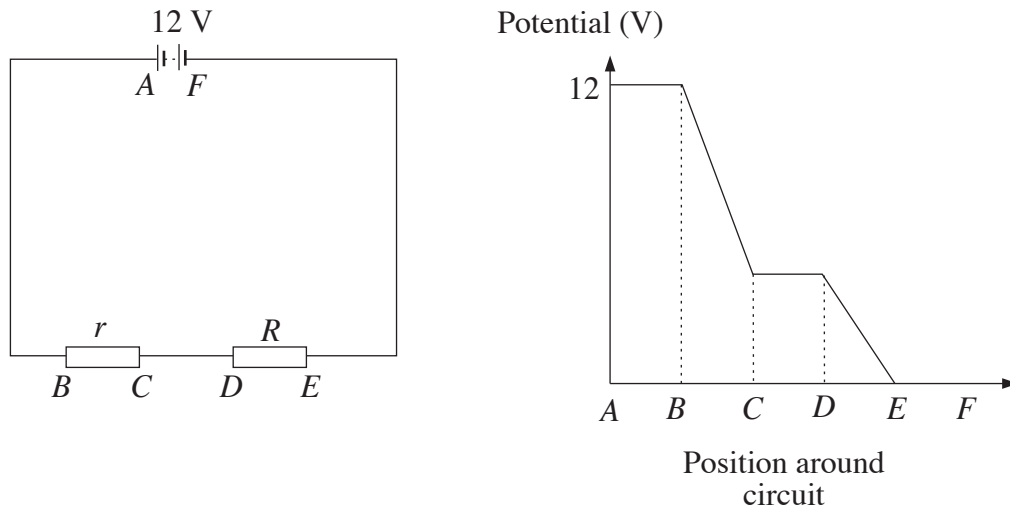 12 V
A F
r R
B C D E
Potential (V)
12
A B C D E F
Position around
circuit